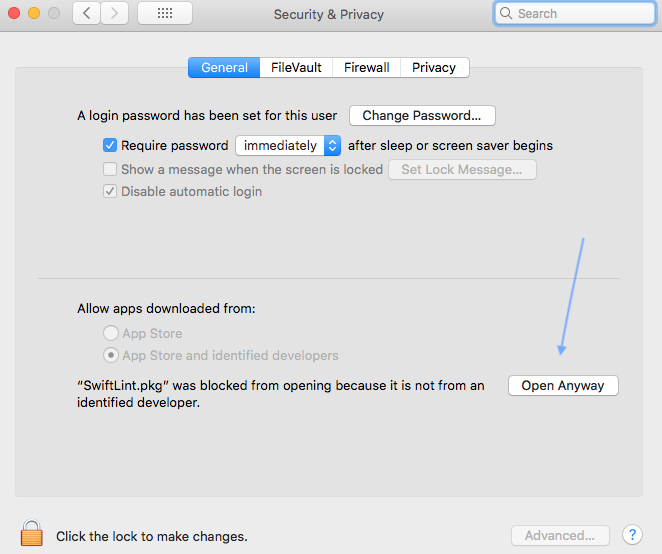 Security & Privacy
Search
General FileVault Firewall Privacy
A login password has been set for this user Change Password...
Require password immediately after sleep or screen saver begins
Show a message when the screen is locked Set Lock Message...
Disable automatic login
Allow apps downloaded from:
App Store
App Store and identified developers
“SwiftLint.pkg” was blocked from opening because it is not from an
identified developer.
Open Anyway
Click the lock to make changes.
Advanced...
?